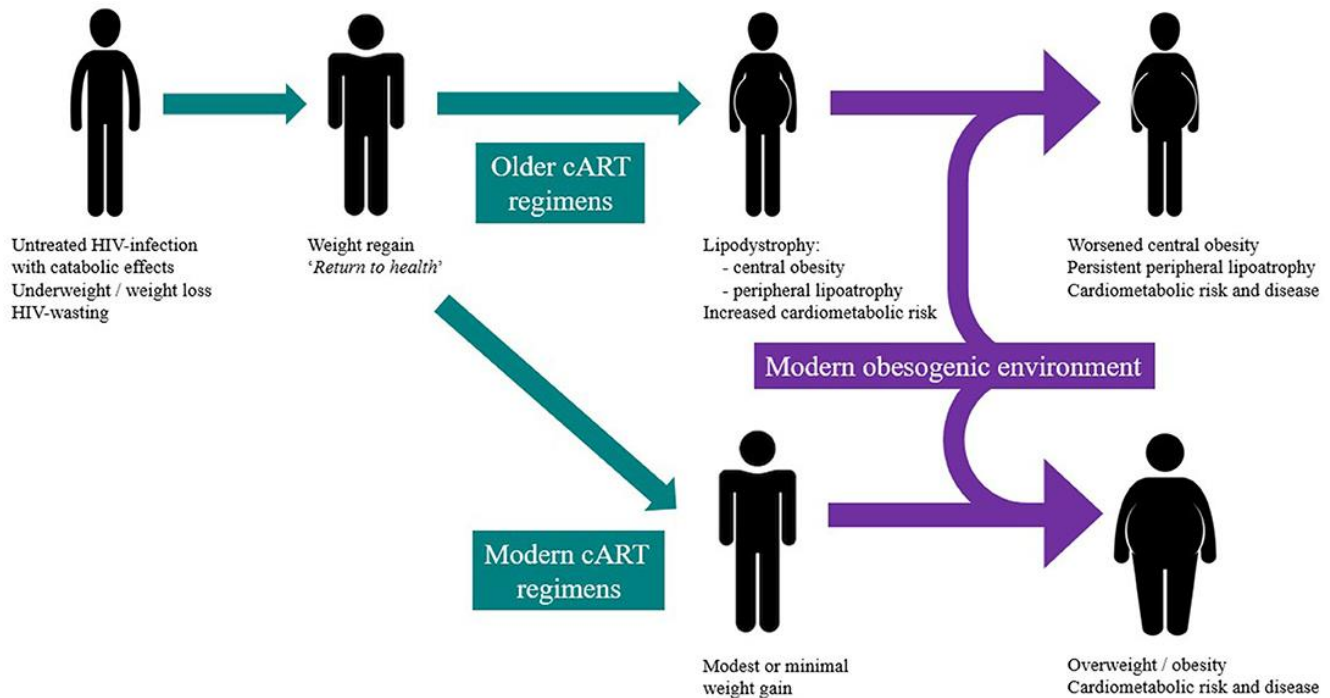 Older cART
regimens
Untreated HIV-infection
with catabolic effects
Underweight / weight loss
HIV-wasting
Weight regain
‘Return to health’
Lipodystrophy:
- central obesity
- peripheral lipoatrophy
Increased cardiometabolic risk
Worsened central obesity
Persistent peripheral lipoatrophy
Cardiometabolic risk and disease
Modern obesogenic environment
Modern cART
regimens
Modest or minimal
weight gain
Overweight / obesity
Cardiometabolic risk and disease